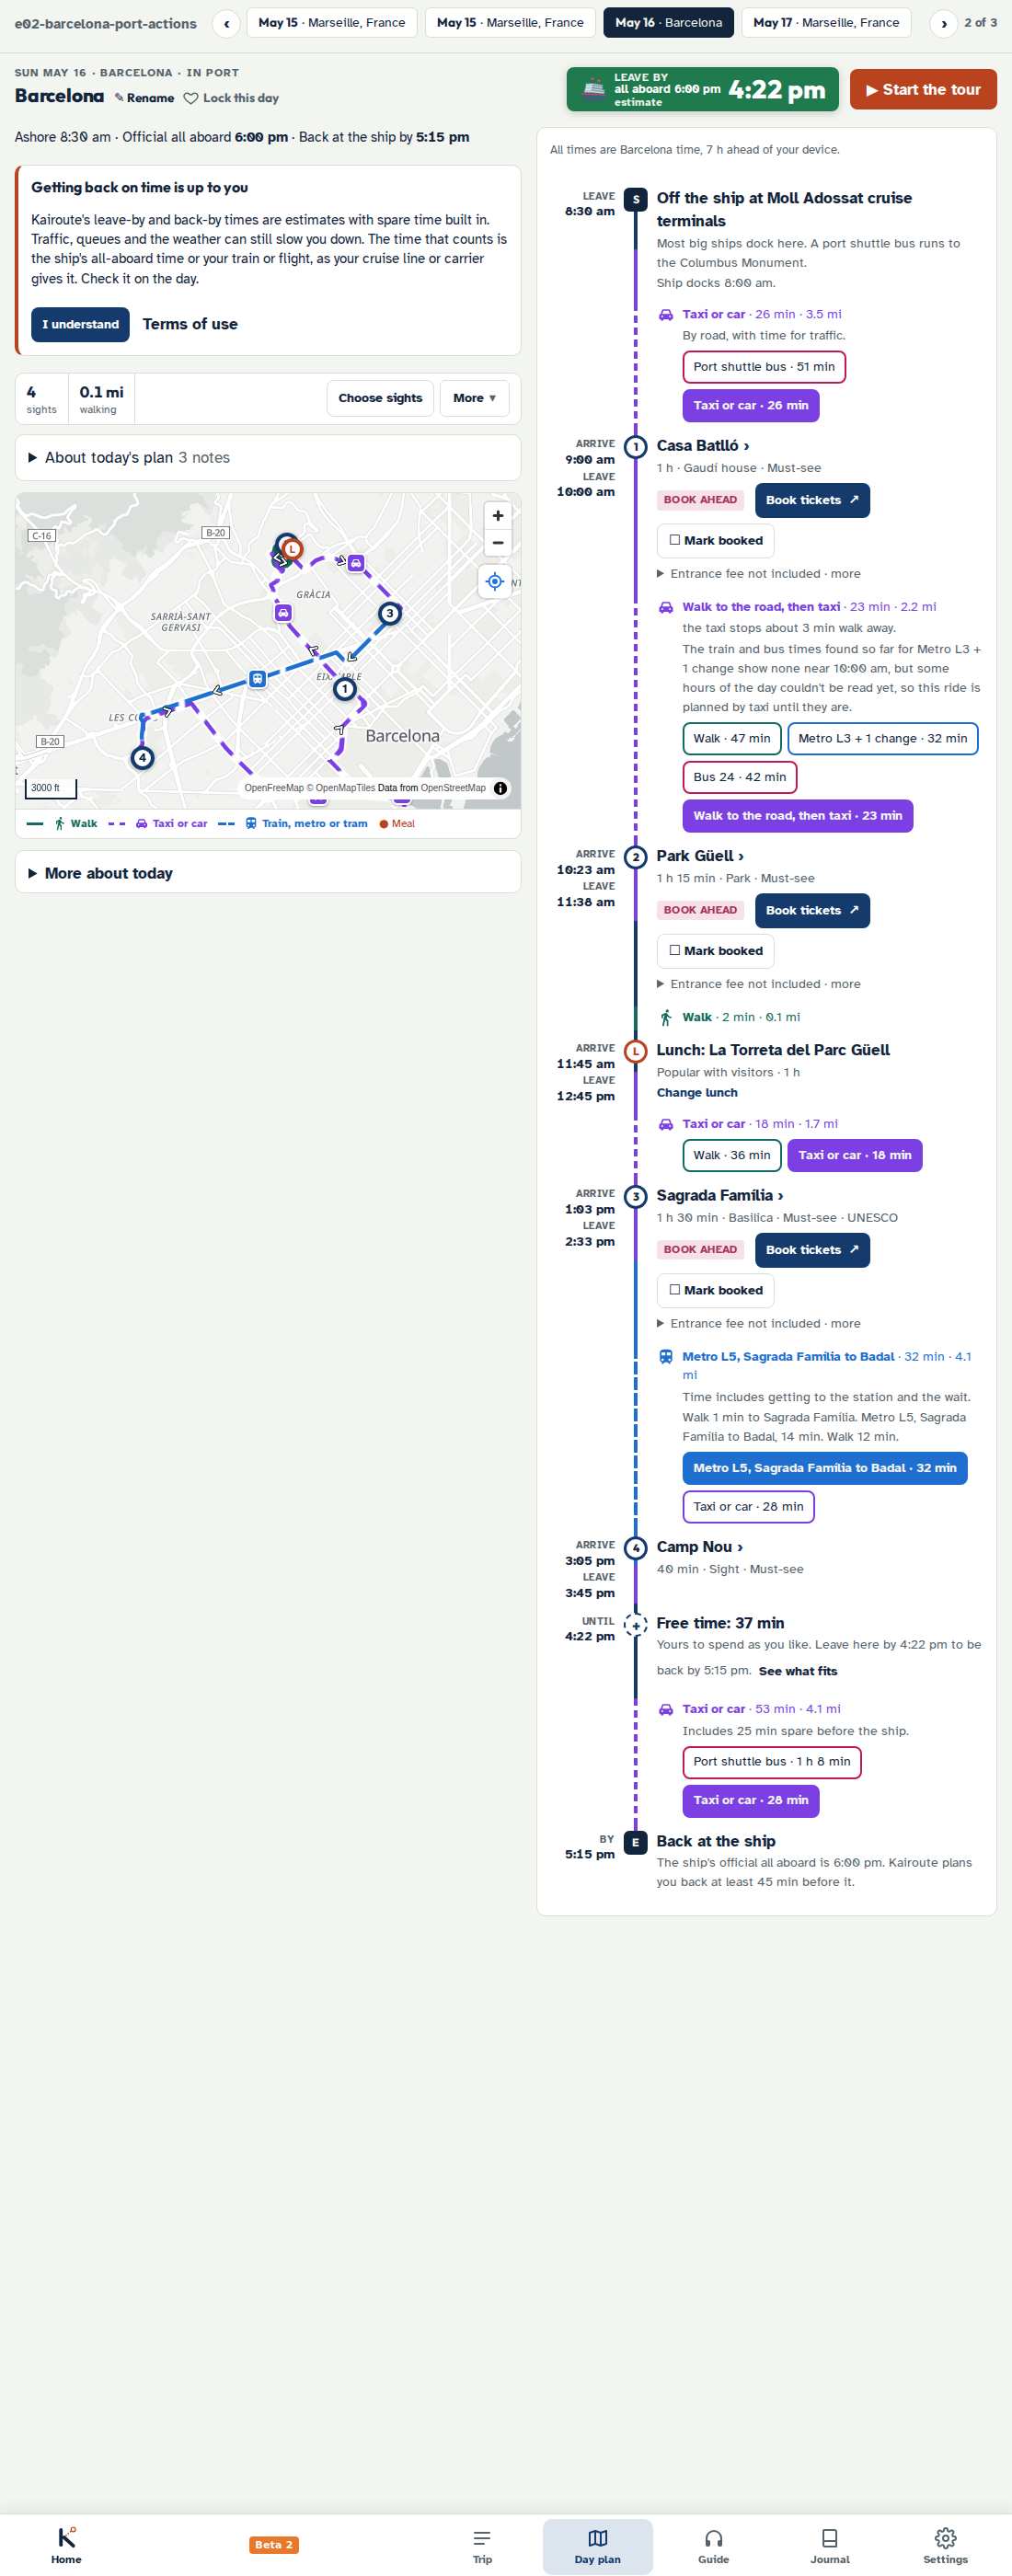 e02-barcelona-port-actions
‹
May 15 · Marseille, France
May 15 · Marseille, France
May 16 · Barcelona
May 17 · Marseille, France
›
2 of 3
SUN MAY 16 · BARCELONA · IN PORT
Barcelona
✎ Rename
Lock this day
LEAVE BY
all aboard 6:00 pm
estimate
4:22 pm
▶ Start the tour
Ashore 8:30 am · Official all aboard 6:00 pm · Back at the ship by 5:15 pm
Getting back on time is up to you
Kairoute's leave-by and back-by times are estimates with spare time built in.
Traffic, queues and the weather can still slow you down. The time that counts is
the ship's all-aboard time or your train or flight, as your cruise line or carrier
gives it. Check it on the day.
I understand
Terms of use
4
sights
0.1 mi
walking
Choose sights
More ▼
▶ About today's plan 3 notes
C-16
B-20
L
GRÀCIA
SARRIÀ-SANT
GERVASI
3
1
Barcelona
B-20
4
3000 ft
OpenFreeMap © OpenMapTiles Data from OpenStreetMap
+
−
Walk
Taxi or car
Train, metro or tram
Meal
▶ More about today
All times are Barcelona time, 7 h ahead of your device.
LEAVE
8:30 am
S
Off the ship at Moll Adossat cruise
terminals
Most big ships dock here. A port shuttle bus runs to
the Columbus Monument.
Ship docks 8:00 am.
Taxi or car · 26 min · 3.5 mi
By road, with time for traffic.
Port shuttle bus · 51 min
Taxi or car · 26 min
ARRIVE
9:00 am
LEAVE
10:00 am
1
Casa Batlló ›
1 h · Gaudí house · Must-see
BOOK AHEAD
Book tickets ↗
☐ Mark booked
▶ Entrance fee not included · more
Walk to the road, then taxi · 23 min · 2.2 mi
the taxi stops about 3 min walk away.
The train and bus times found so far for Metro L3 +
1 change show none near 10:00 am, but some
hours of the day couldn't be read yet, so this ride is
planned by taxi until they are.
Walk · 47 min
Metro L3 + 1 change · 32 min
Bus 24 · 42 min
Walk to the road, then taxi · 23 min
ARRIVE
10:23 am
LEAVE
11:38 am
2
Park Güell ›
1 h 15 min · Park · Must-see
BOOK AHEAD
Book tickets ↗
☐ Mark booked
▶ Entrance fee not included · more
Walk · 2 min · 0.1 mi
ARRIVE
11:45 am
LEAVE
12:45 pm
L
Lunch: La Torreta del Parc Güell
Popular with visitors · 1 h
Change lunch
Taxi or car · 18 min · 1.7 mi
Walk · 36 min
Taxi or car · 18 min
ARRIVE
1:03 pm
LEAVE
2:33 pm
3
Sagrada Família ›
1 h 30 min · Basilica · Must-see · UNESCO
BOOK AHEAD
Book tickets ↗
☐ Mark booked
▶ Entrance fee not included · more
Metro L5, Sagrada Família to Badal · 32 min · 4.1
mi
Time includes getting to the station and the wait.
Walk 1 min to Sagrada Família. Metro L5, Sagrada
Família to Badal, 14 min. Walk 12 min.
Metro L5, Sagrada Família to Badal · 32 min
Taxi or car · 28 min
ARRIVE
3:05 pm
LEAVE
3:45 pm
4
Camp Nou ›
40 min · Sight · Must-see
UNTIL
4:22 pm
+
Free time: 37 min
Yours to spend as you like. Leave here by 4:22 pm to be
back by 5:15 pm. See what fits
Taxi or car · 53 min · 4.1 mi
Includes 25 min spare before the ship.
Port shuttle bus · 1 h 8 min
Taxi or car · 28 min
BY
5:15 pm
E
Back at the ship
The ship's official all aboard is 6:00 pm. Kairoute plans
you back at least 45 min before it.
Home
Beta 2
Trip
Day plan
Guide
Journal
Settings